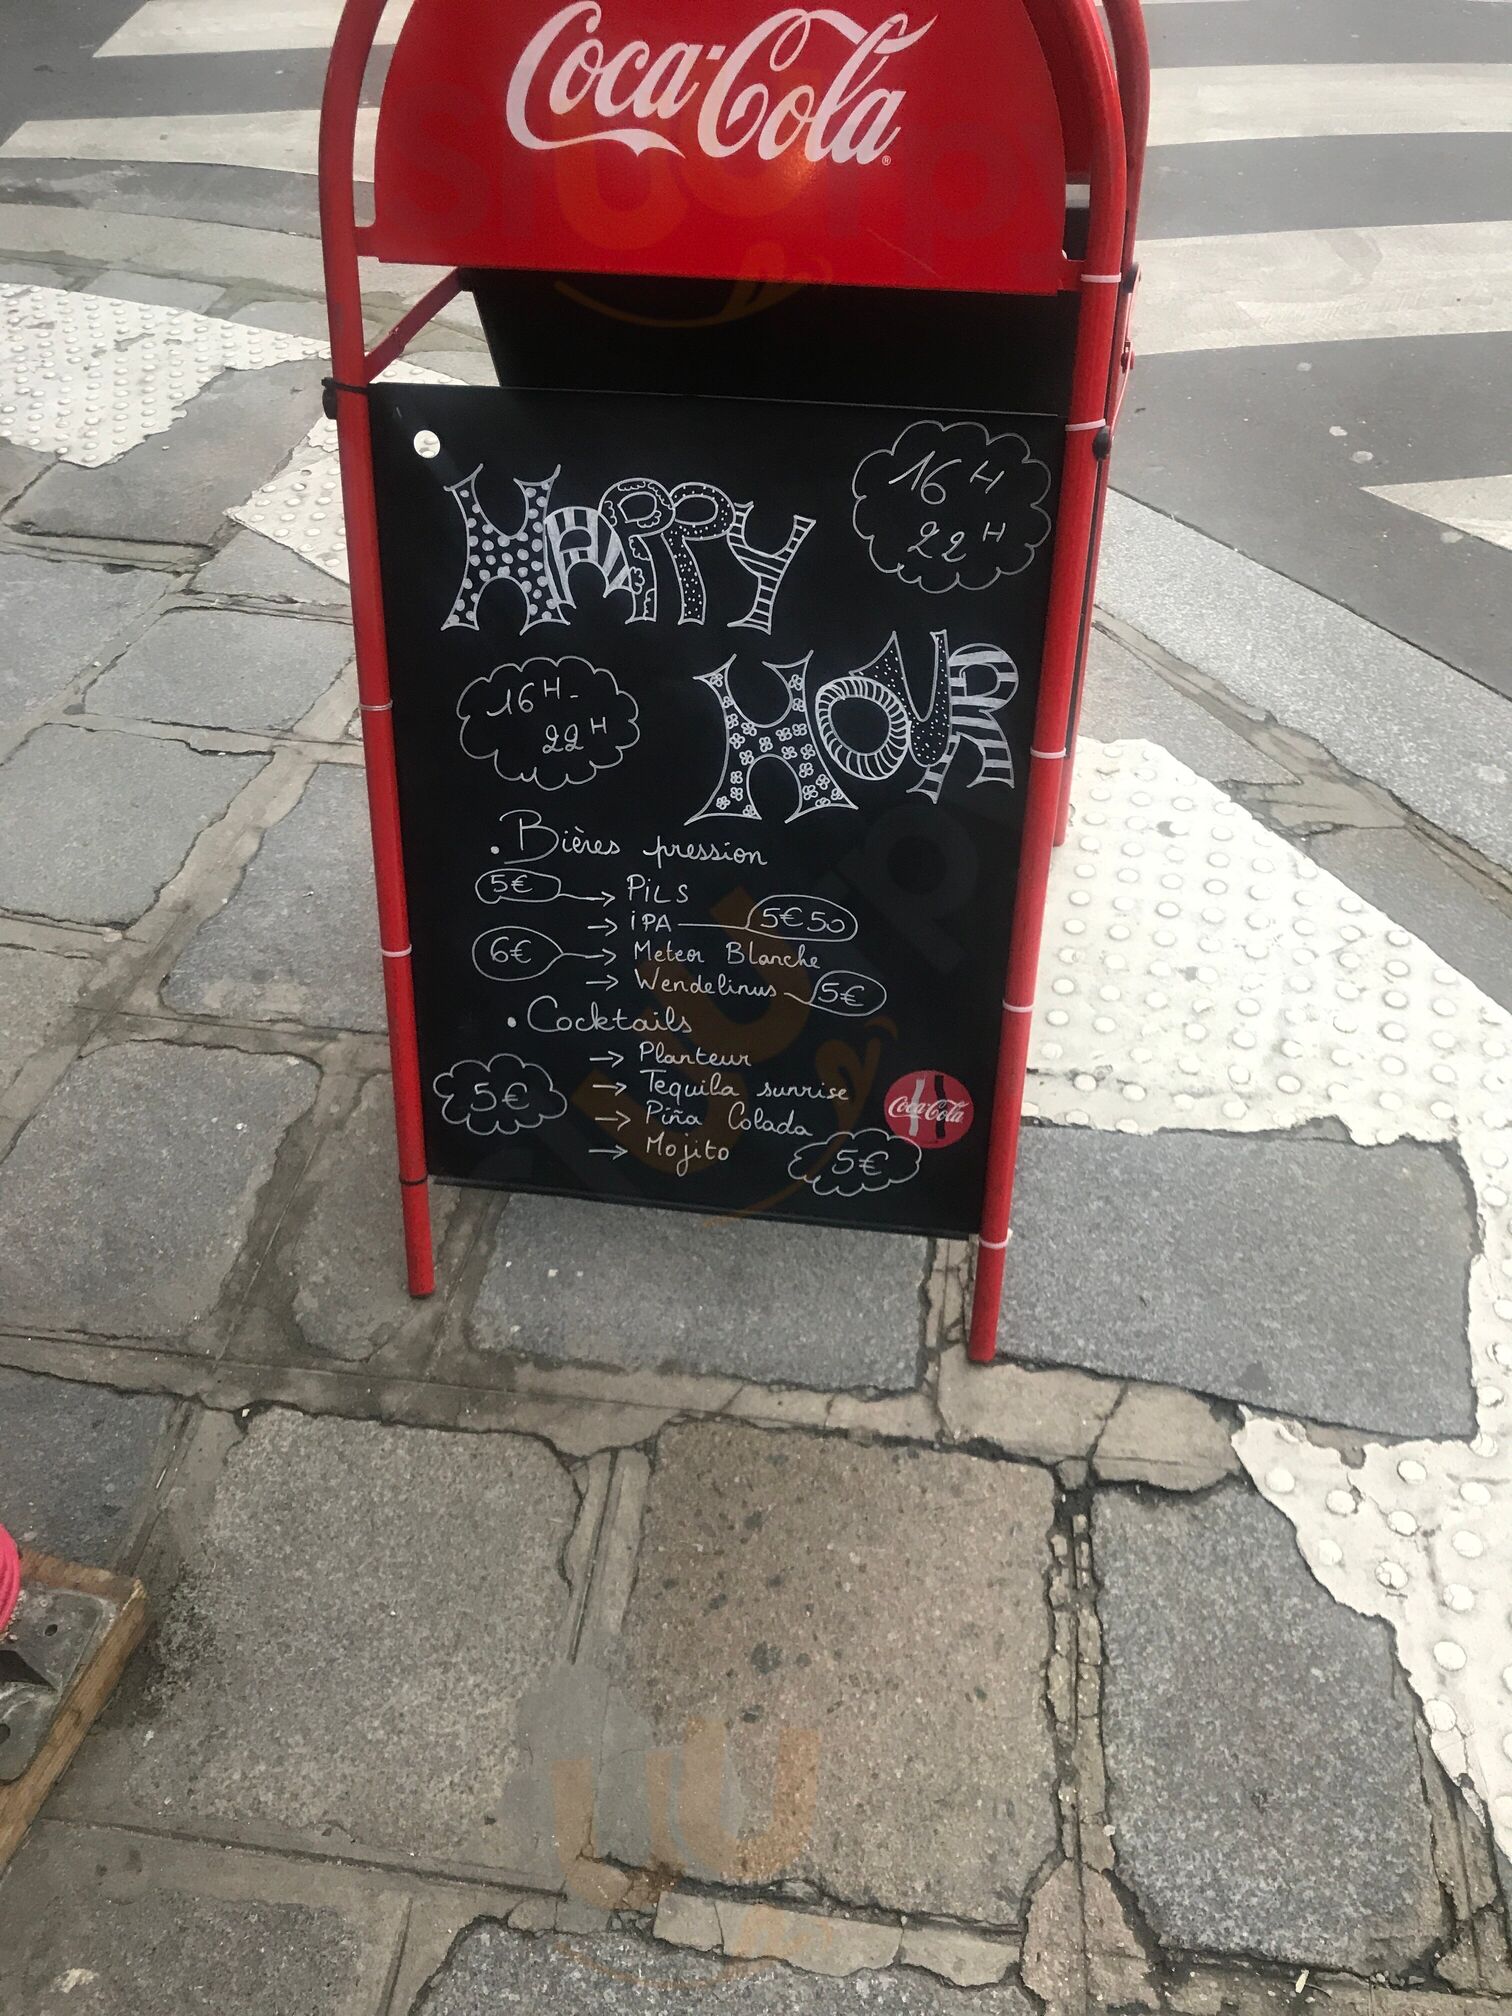 Coca-Cola
HAPPY
16H
22H
16H-
22H
HOUR
. Bières pression
5€ → PILS
→ iPA 5€50
6€ → Meteor Blanche
→ Wendelinus 5€
• Cocktails
→ Planteur
5€ → Tequila sunrise
→ Piña Colada
→ Mojito 5€
Coca-Cola